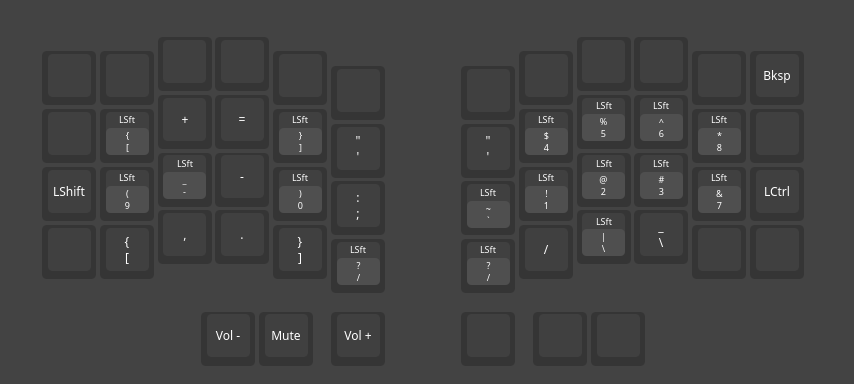 Bksp
LSft { [
+
=
LSft } ]
" '
" '
LSft $ 4
LSft % 5
LSft ^ 6
LSft * 8
LShift
LSft ( 9
LSft _ -
-
LSft ) 0
: ;
LSft ~ `
LSft ! 1
LSft @ 2
LSft # 3
LSft & 7
LCtrl
{ [
,
.
} ]
LSft ? /
LSft ? /
/
LSft | \
_ \
Vol -
Mute
Vol +